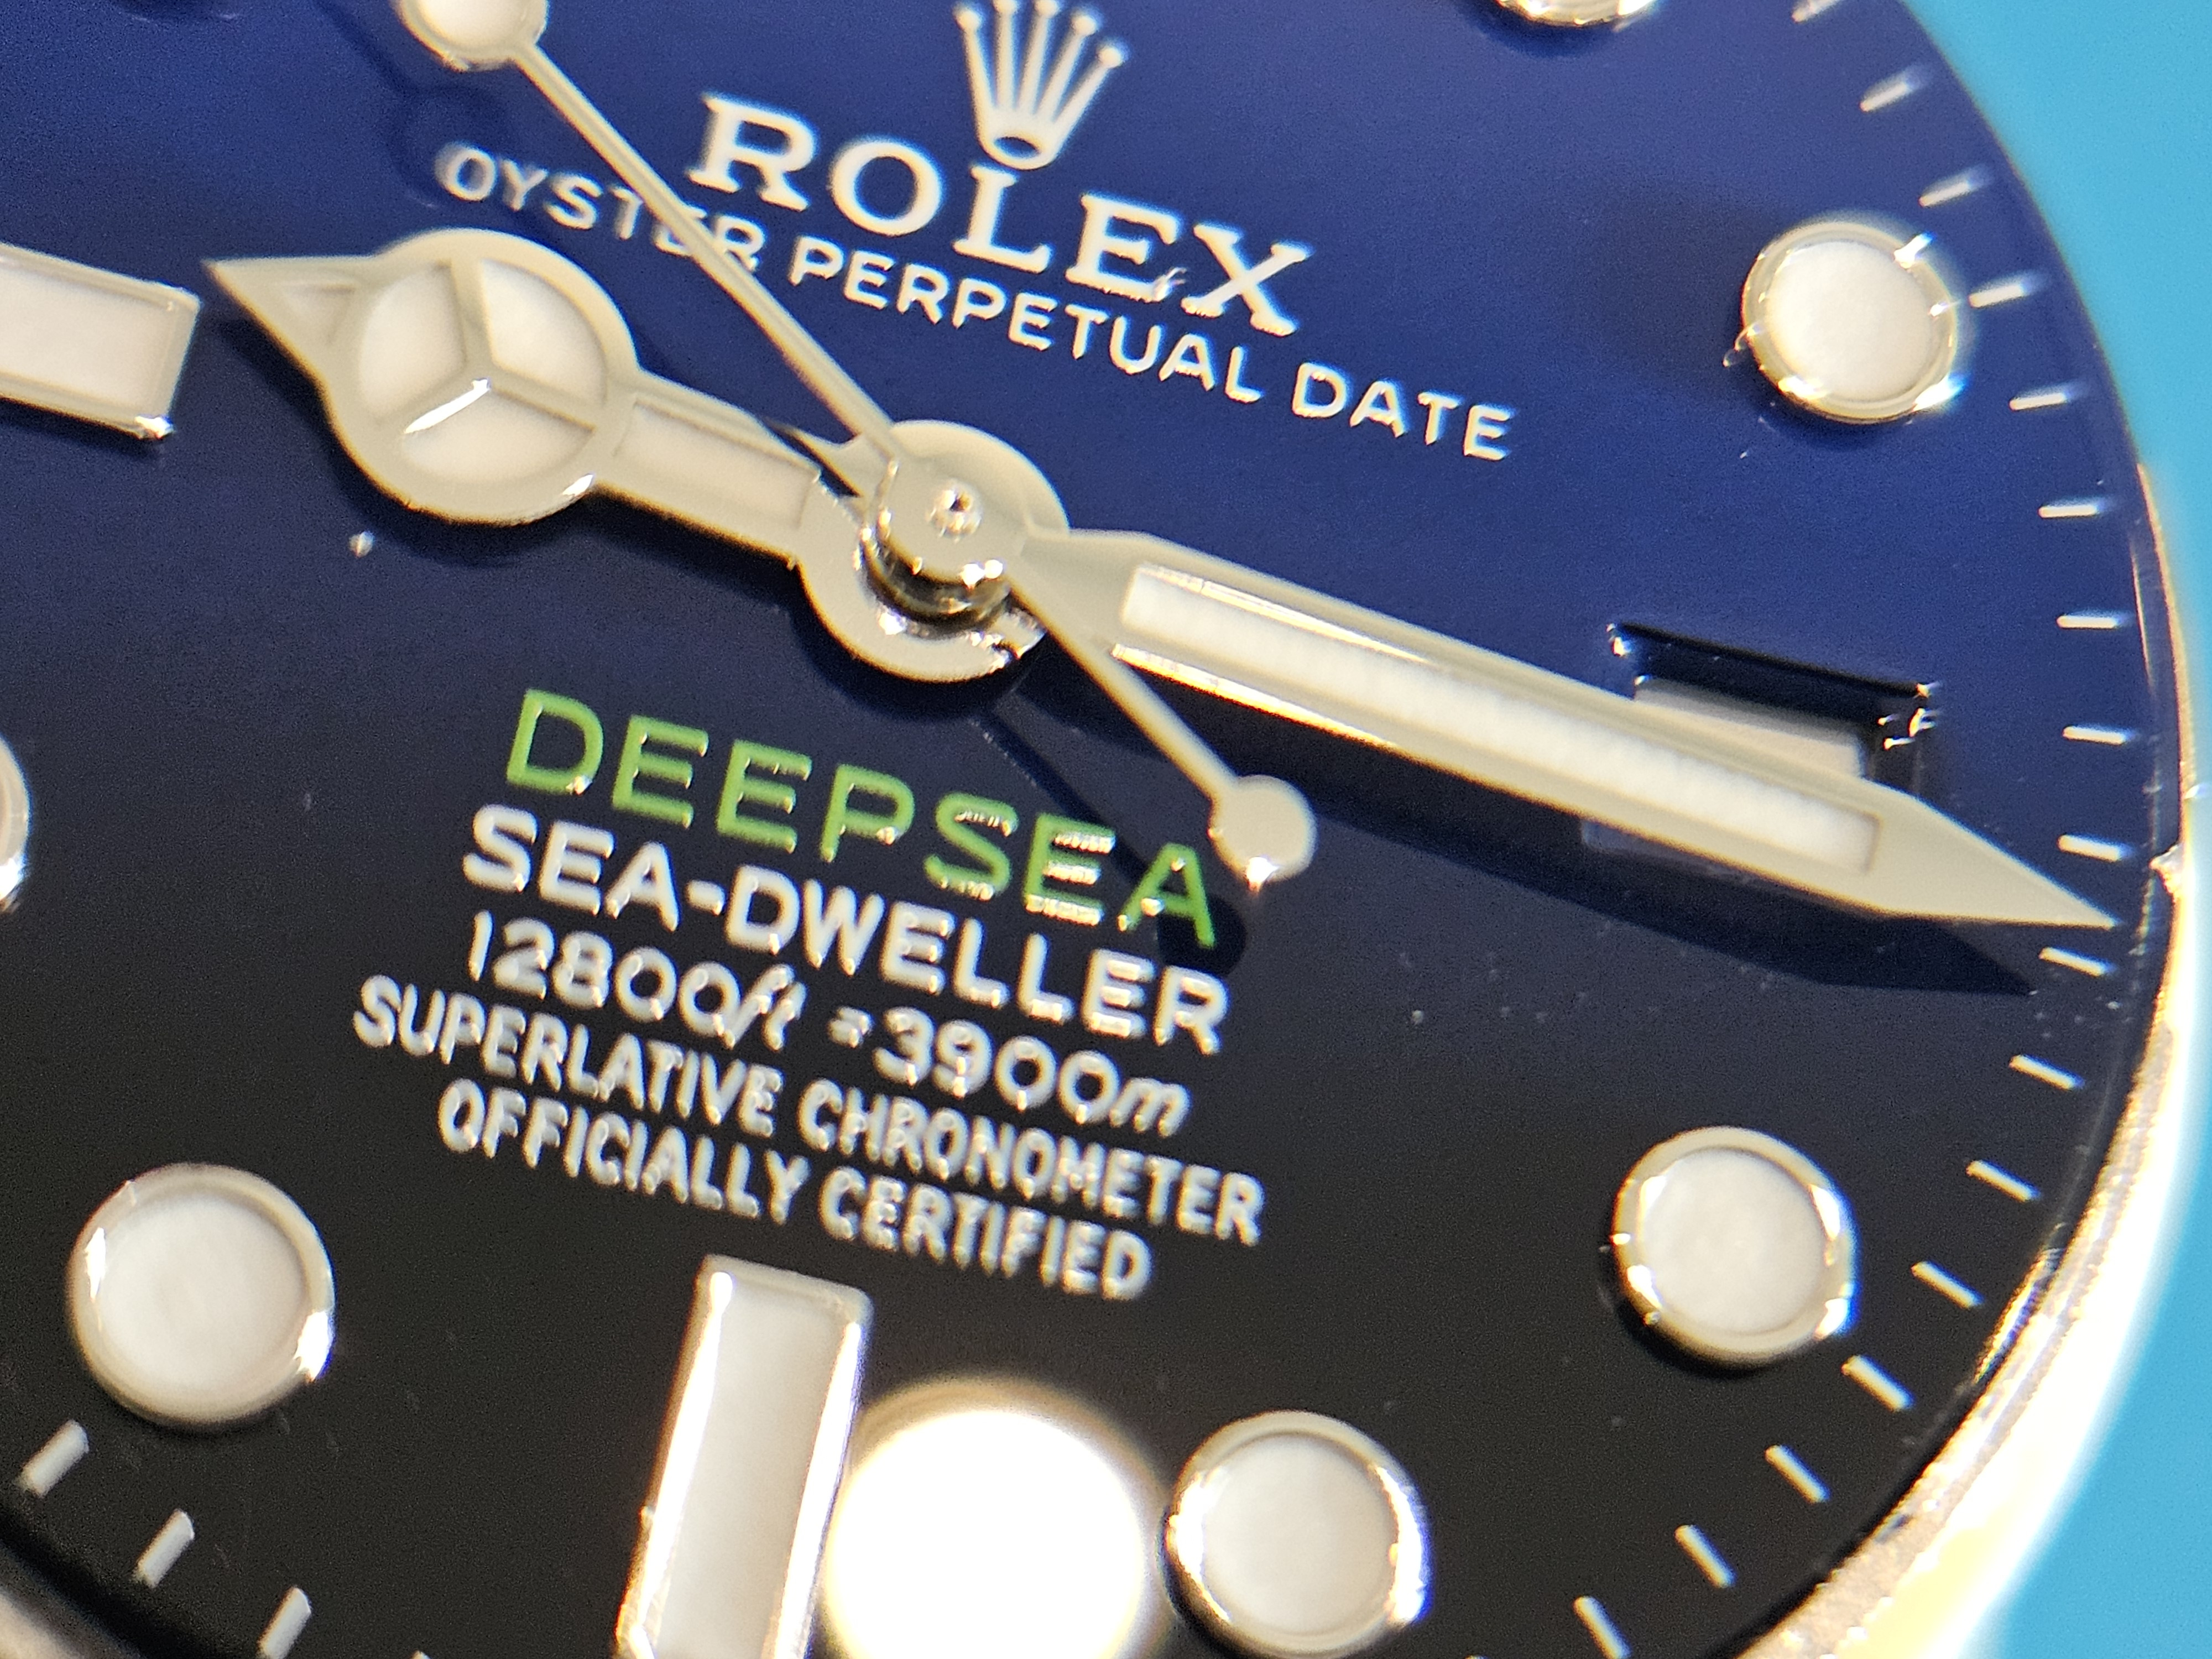 ROLEX
OYSTER PERPETUAL DATE
DEEPSEA
SEA-DWELLER
12800ft = 3900m
SUPERLATIVE CHRONOMETER
OFFICIALLY CERTIFIED